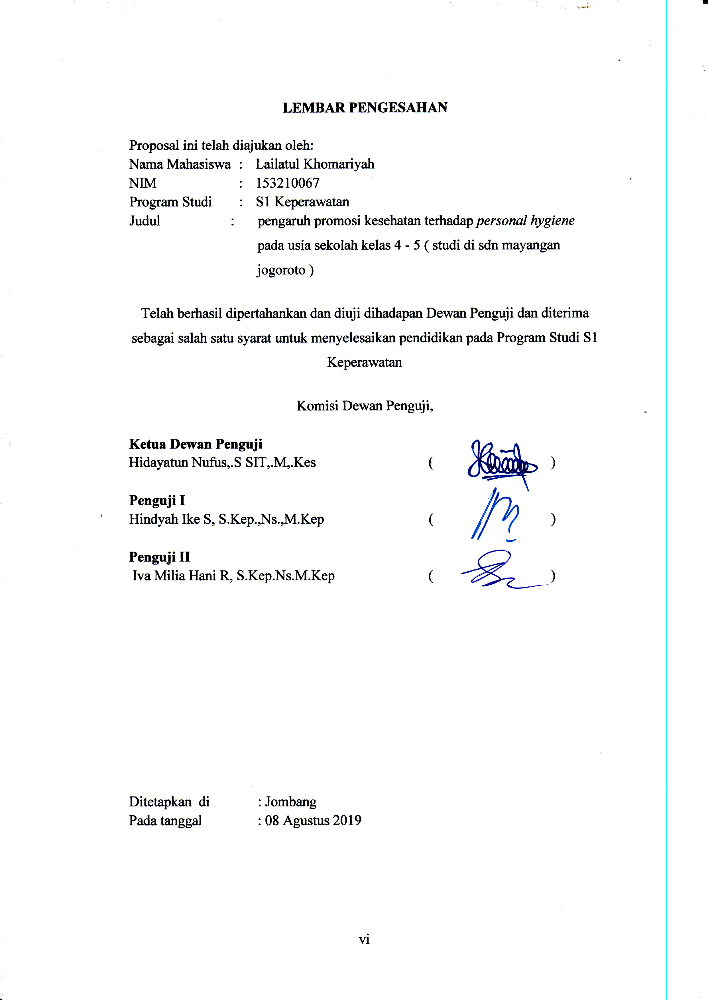 LEMBAR PENGESAHAN
Proposal ini telah diajukan oleh:
Nama Mahasiswa : Lailatul Khomariyah
NIM : 153210067
Program Studi : S1 Keperawatan
Judul : pengaruh promosi kesehatan terhadap personal hygiene
pada usia sekolah kelas 4 - 5 ( studi di sdn mayangan
jogoroto )
Telah berhasil dipertahankan dan diuji dihadapan Dewan Penguji dan diterima
sebagai salah satu syarat untuk menyelesaikan pendidikan pada Program Studi S1
Keperawatan
Komisi Dewan Penguji,
Ketua Dewan Penguji
Hidayatun Nufus,.S SIT,.M,.Kes ( )
Penguji I
Hindyah Ike S, S.Kep.,Ns.,M.Kep ( )
Penguji II
Iva Milia Hani R, S.Kep.Ns.M.Kep ( )
Ditetapkan di : Jombang
Pada tanggal : 08 Agustus 2019
vi